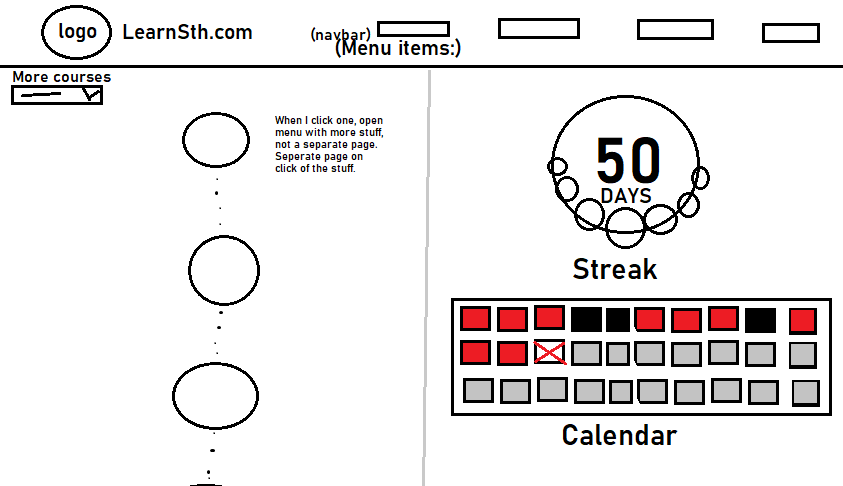 logo
LearnSth.com
(navbar)
(Menu items:)
More courses
When I click one, open
menu with more stuff,
not a separate page.
Seperate page on
click of the stuff.
50
DAYS
Streak
Calendar